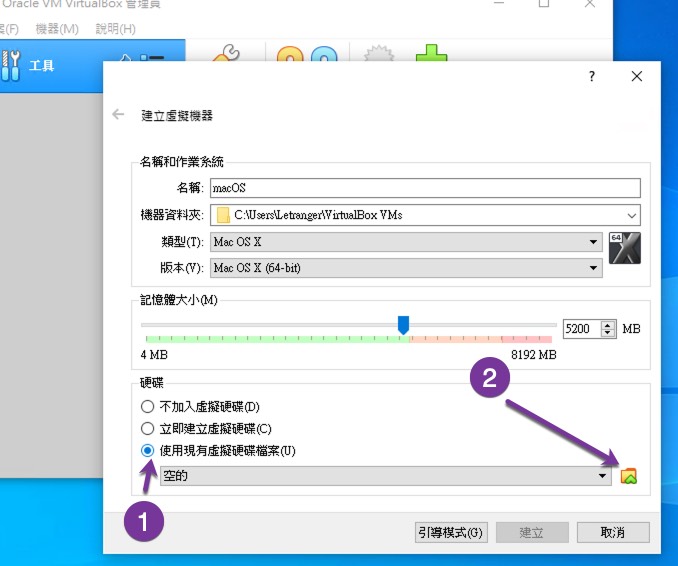 Oracle VM VirtualBox 管理員
(F) 機器(M) 說明(H)
工具
?
建立虛擬機器
名稱和作業系統
名稱: macOS
機器資料夾: C:\Users\Letranger\VirtualBox VMs
類型(T): Mac OS X
64
版本(V): Mac OS X (64-bit)
記憶體大小(M)
5200 MB
4 MB 8192 MB
2
硬碟
不加入虛擬硬碟(D)
立即建立虛擬硬碟(C)
使用現有虛擬硬碟檔案(U)
空的
1
引導模式(G) 建立 取消